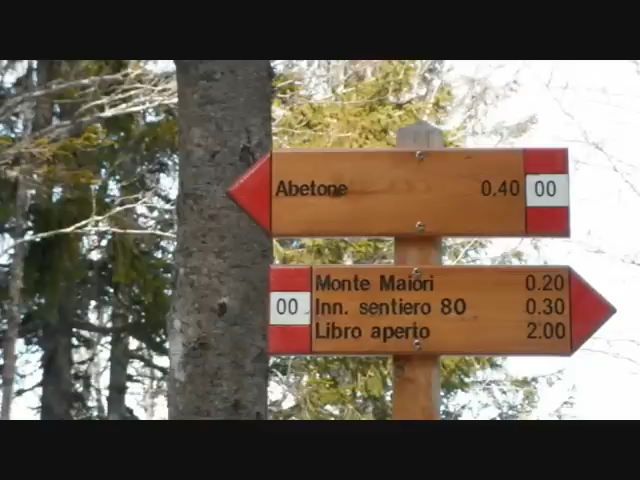 Abetone 0.40 00
00 Monte Maiori 0.20
Inn. sentiero 80 0.30
Libro aperto 2.00